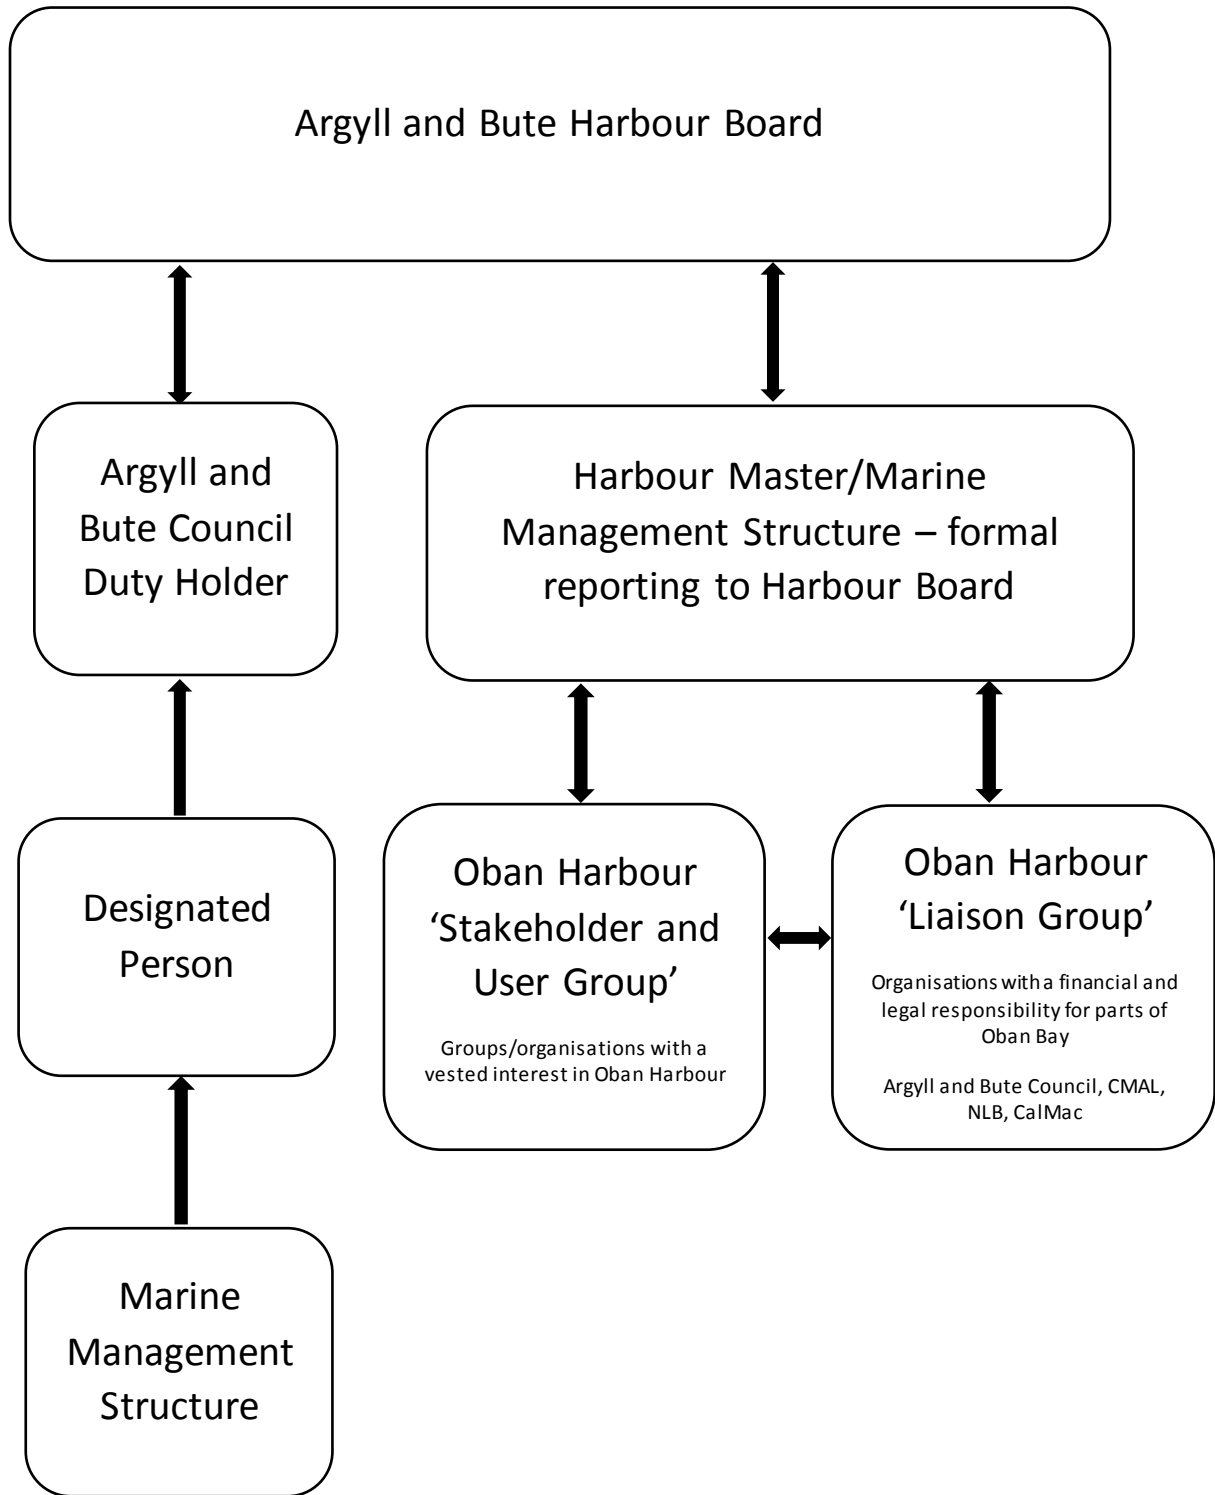 Argyll and Bute Harbour Board
Argyll and
Bute Council
Duty Holder
Harbour Master/Marine
Management Structure – formal
reporting to Harbour Board
Designated
Person
Oban Harbour
‘Stakeholder and
User Group’
Groups/organisations with a
vested interest in Oban Harbour
Oban Harbour
‘Liaison Group’
Organisations with a financial and
legal responsibility for parts of
Oban Bay
Argyll and Bute Council, CMAL,
NLB, CalMac
Marine
Management
Structure